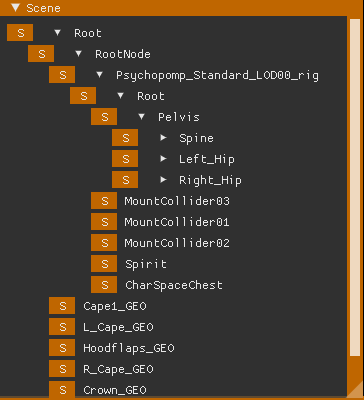 Scene
S Root
S RootNode
S Psychopomp_Standard_LOD00_rig
S Root
S Pelvis
S Spine
S Left_Hip
S Right_Hip
S MountCollider03
S MountCollider01
S MountCollider02
S Spirit
S CharSpaceChest
S Cape1_GEO
S L_Cape_GEO
S Hoodflaps_GEO
S R_Cape_GEO
S Crown_GEO